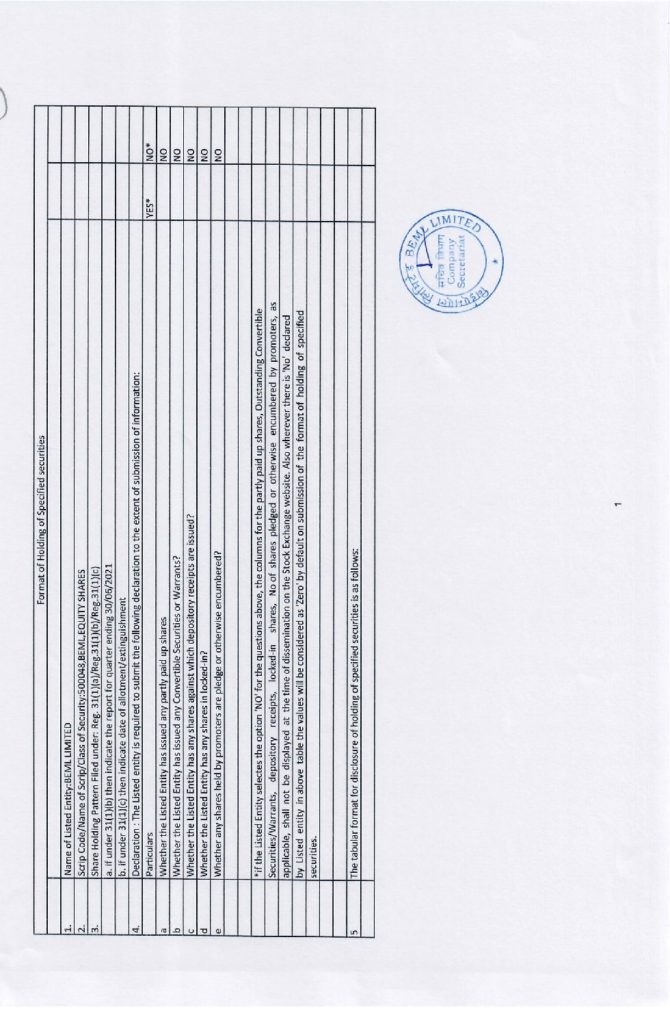 Format of Holding of Specified securities
1. Name of Listed Entity:BEML LIMITED
2. Scrip Code/Name of Scrip/Class of Security:500048,BEML,EQUITY SHARES
3. Share Holding Pattern Filed under: Reg. 31(1)(a)/Reg.31(1)(b)/Reg.31(1)(c)
a. if under 31(1)(b) then indicate the report for quarter ending 30/06/2021
b. if under 31(1)(c) then indicate date of allotment/extinguishment
4. Declaration : The Listed entity is required to submit the following declaration to the extent of submission of information:
Particulars YES* NO*
a Whether the Listed Entity has issued any partly paid up shares NO
b Whether the Listed Entity has issued any Convertible Securities or Warrants? NO
c Whether the Listed Entity has any shares against which depository receipts are issued? NO
d Whether the Listed Entity has any shares in locked-in? NO
e Whether any shares held by promoters are pledge or otherwise encumbered? NO
*if the Listed Entity selectes the option 'NO' for the questions above, the columns for the partly paid up shares, Outstanding Convertible
Securities/Warrants, depository receipts, locked-in shares, No of shares pledged or otherwise encumbered by promoters, as
applicable, shall not be displayed at the time of dissemination on the Stock Exchange website. Also wherever there is 'No' declared
by Listed entity in above table the values will be considered as 'Zero' by default on submission of the format of holding of specified
securities.
5 The tabular format for disclosure of holding of specified securities is as follows:
BEML LIMITED
Company
Secretariat
1